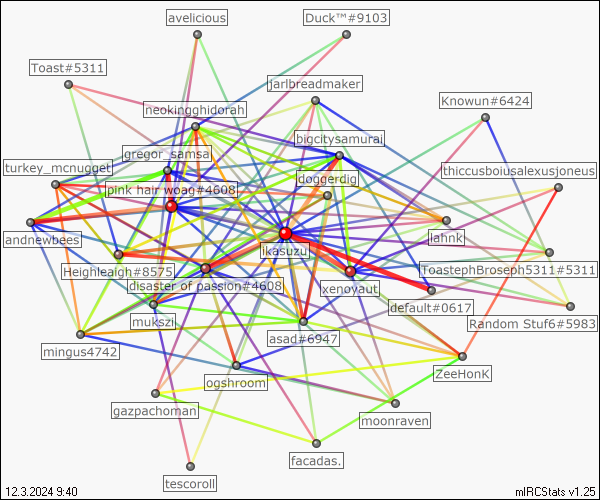 avelicious
Duck™#9103
Toast#5311
jarlbreadmaker
Knowun#6424
neokingghidorah
bigcitysamurai
gregor_samsa
turkey_mcnugget
doggerdig
thiccusboiusalexusjoneus
pink hair woag#4608
andnewbees
ikasuzu
iahnk
Heighleaigh#8575
ToastephBroseph5311#5311
disaster of passion#4608
xenoyaut
default#0617
mukszi
Random Stuf6#5983
asad#6947
mingus4742
ZeeHonK
ogshroom
gazpachoman
moonraven
facadas.
tescoroll
12.3.2024 9:40
mIRCStats v1.25